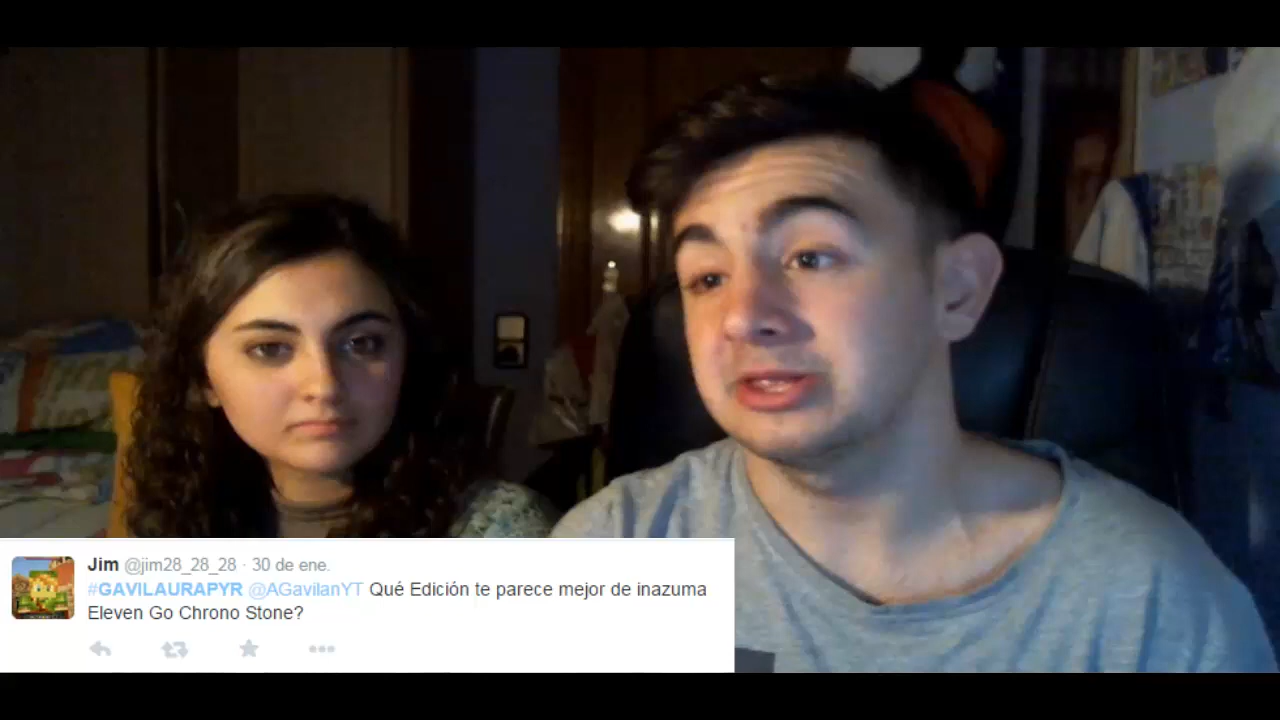 Jim @jim28_28_28 · 30 de ene.
#GAVILAURAPYR @AGavilanYT Qué Edición te parece mejor de inazuma
Eleven Go Chrono Stone?